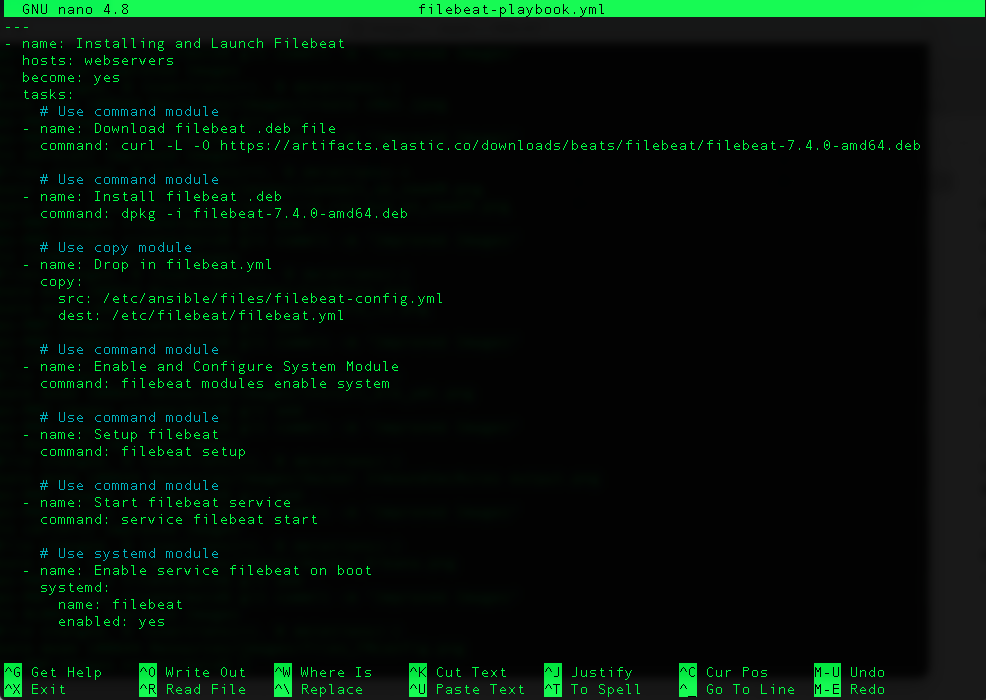 GNU nano 4.8 filebeat-playbook.yml
---
- name: Installing and Launch Filebeat
  hosts: webservers
  become: yes
  tasks:
    # Use command module
  - name: Download filebeat .deb file
    command: curl -L -O https://artifacts.elastic.co/downloads/beats/filebeat/filebeat-7.4.0-amd64.deb

    # Use command module
  - name: Install filebeat .deb
    command: dpkg -i filebeat-7.4.0-amd64.deb

    # Use copy module
  - name: Drop in filebeat.yml
    copy:
      src: /etc/ansible/files/filebeat-config.yml
      dest: /etc/filebeat/filebeat.yml

    # Use command module
  - name: Enable and Configure System Module
    command: filebeat modules enable system

    # Use command module
  - name: Setup filebeat
    command: filebeat setup

    # Use command module
  - name: Start filebeat service
    command: service filebeat start

    # Use systemd module
  - name: Enable service filebeat on boot
    systemd:
      name: filebeat
      enabled: yes

^G Get Help ^O Write Out ^W Where Is ^K Cut Text ^J Justify ^C Cur Pos M-U Undo
^X Exit ^R Read File ^\ Replace ^U Paste Text ^T To Spell ^_ Go To Line M-E Redo